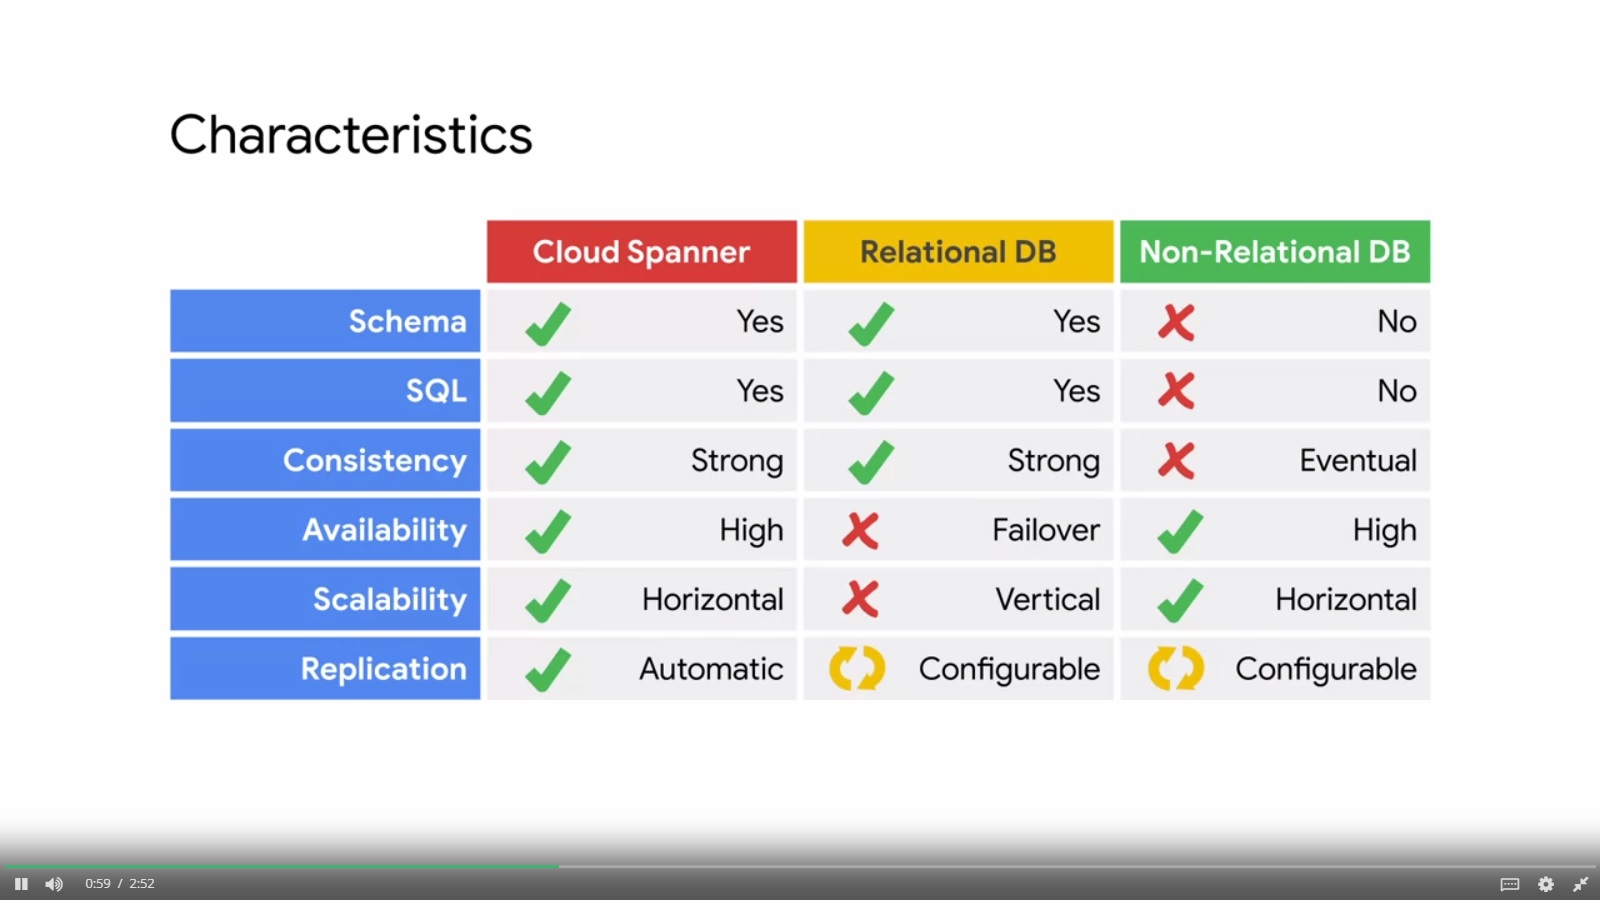 Characteristics
Cloud Spanner Relational DB Non-Relational DB
Schema Yes Yes No
SQL Yes Yes No
Consistency Strong Strong Eventual
Availability High Failover High
Scalability Horizontal Vertical Horizontal
Replication Automatic Configurable Configurable
0:59 / 2:52